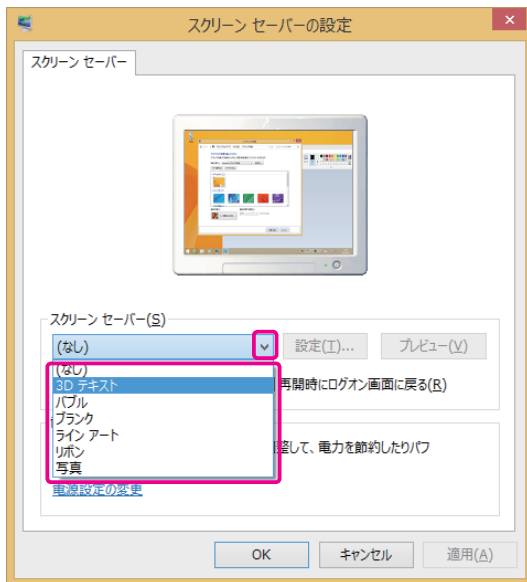 スクリーン セーバーの設定
スクリーン セーバー
スクリーン セーバー(S)
(なし)
設定(T)...
プレビュー(V)
(なし)
3D テキスト
再開時にログオン画面に戻る(R)
バブル
ブランク
ライン アート
リボン
整して、電力を節約したりパフ
写真
電源設定の変更
OK
キャンセル
適用(A)